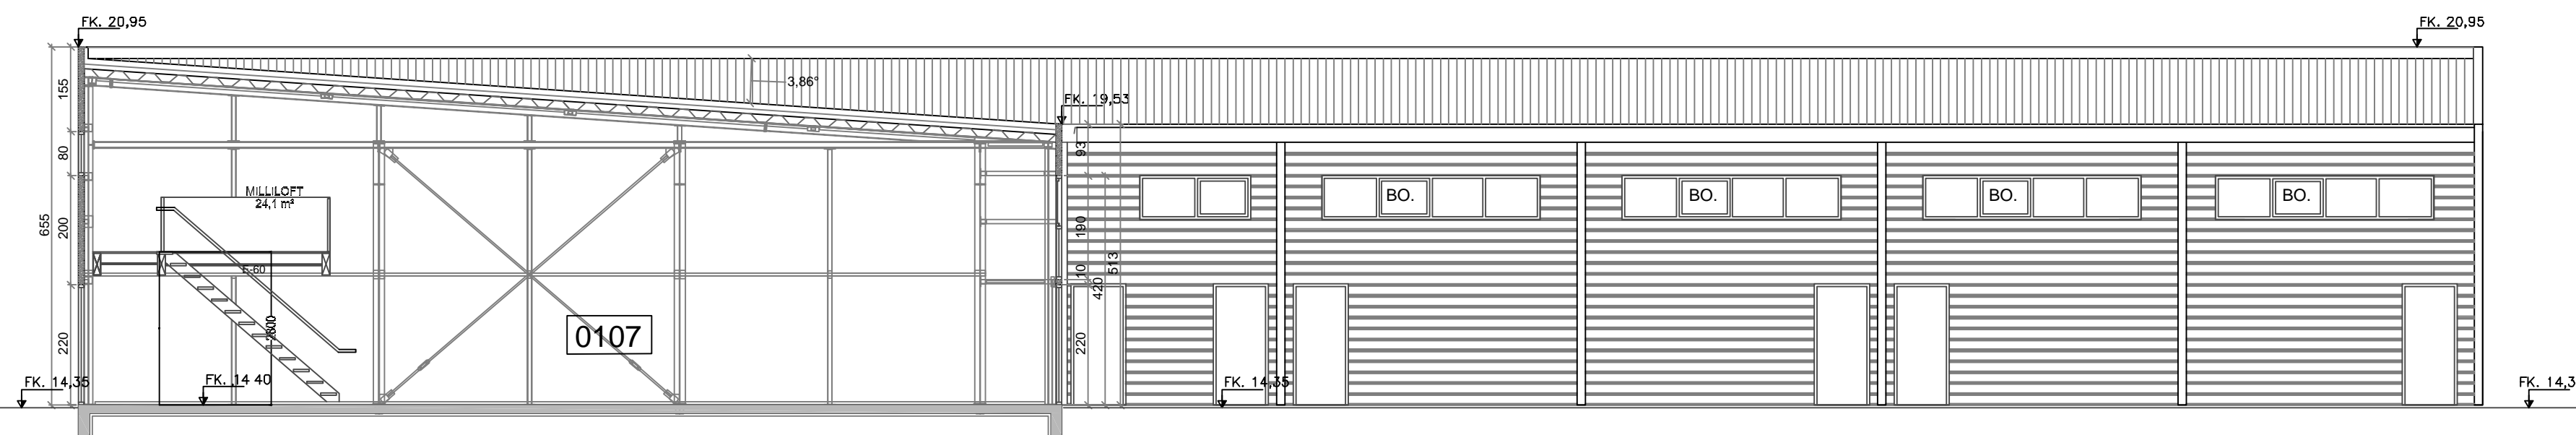 FK. 20,95
FK. 20,95
155
3,86°
FK. 19,53
80
93
MILLILOFT
24,1 m²
BO.
BO.
BO.
BO.
655
200
190
513
10
420
E-60
220
2800
0107
220
FK. 14,35
FK. 14 40
FK. 14,35
FK. 14,3